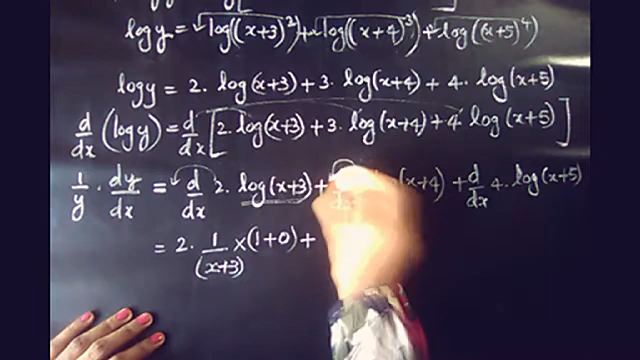 log y = log((x+3)²) + log((x+4)³) + log((x+5)⁴)
log y = 2. log(x+3) + 3. log(x+4) + 4. log(x+5)
d/dx (log y) = d/dx [2. log(x+3) + 3. log(x+4) + 4. log(x+5)]
1/y . dy/dx = d/dx 2. log(x+3) + (x+4) + d/dx 4. log(x+5)
= 2. 1/(x+3) × (1+0) +